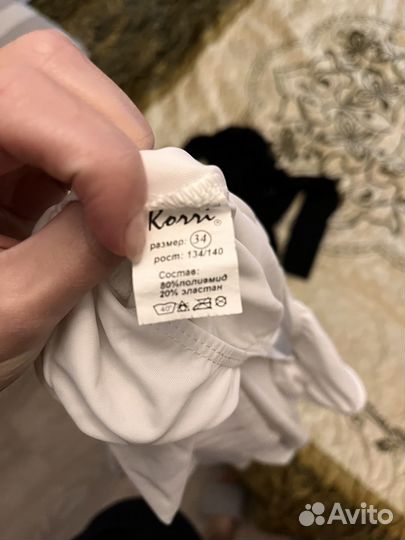 Korri®
размер: 34
рост: 134/140
Состав:
80%полиамид
20% эластан
40°
Avito